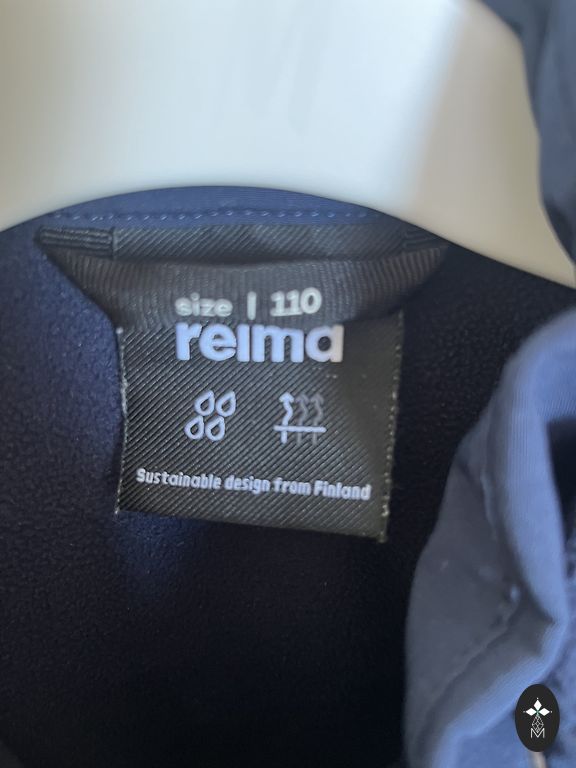 size | 110
reima
Sustainable design from Finland
M